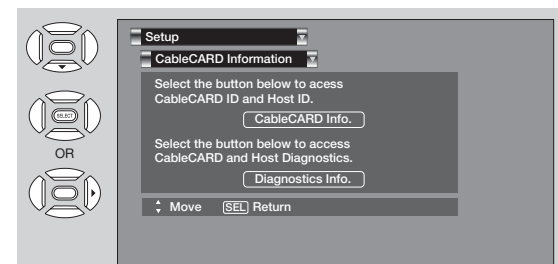 Setup
CableCARD Information
Select the button below to acess
CableCARD ID and Host ID.
CableCARD Info.
Select the button below to access
CableCARD and Host Diagnostics.
Diagnostics Info.
Move SEL Return
SELECT
OR